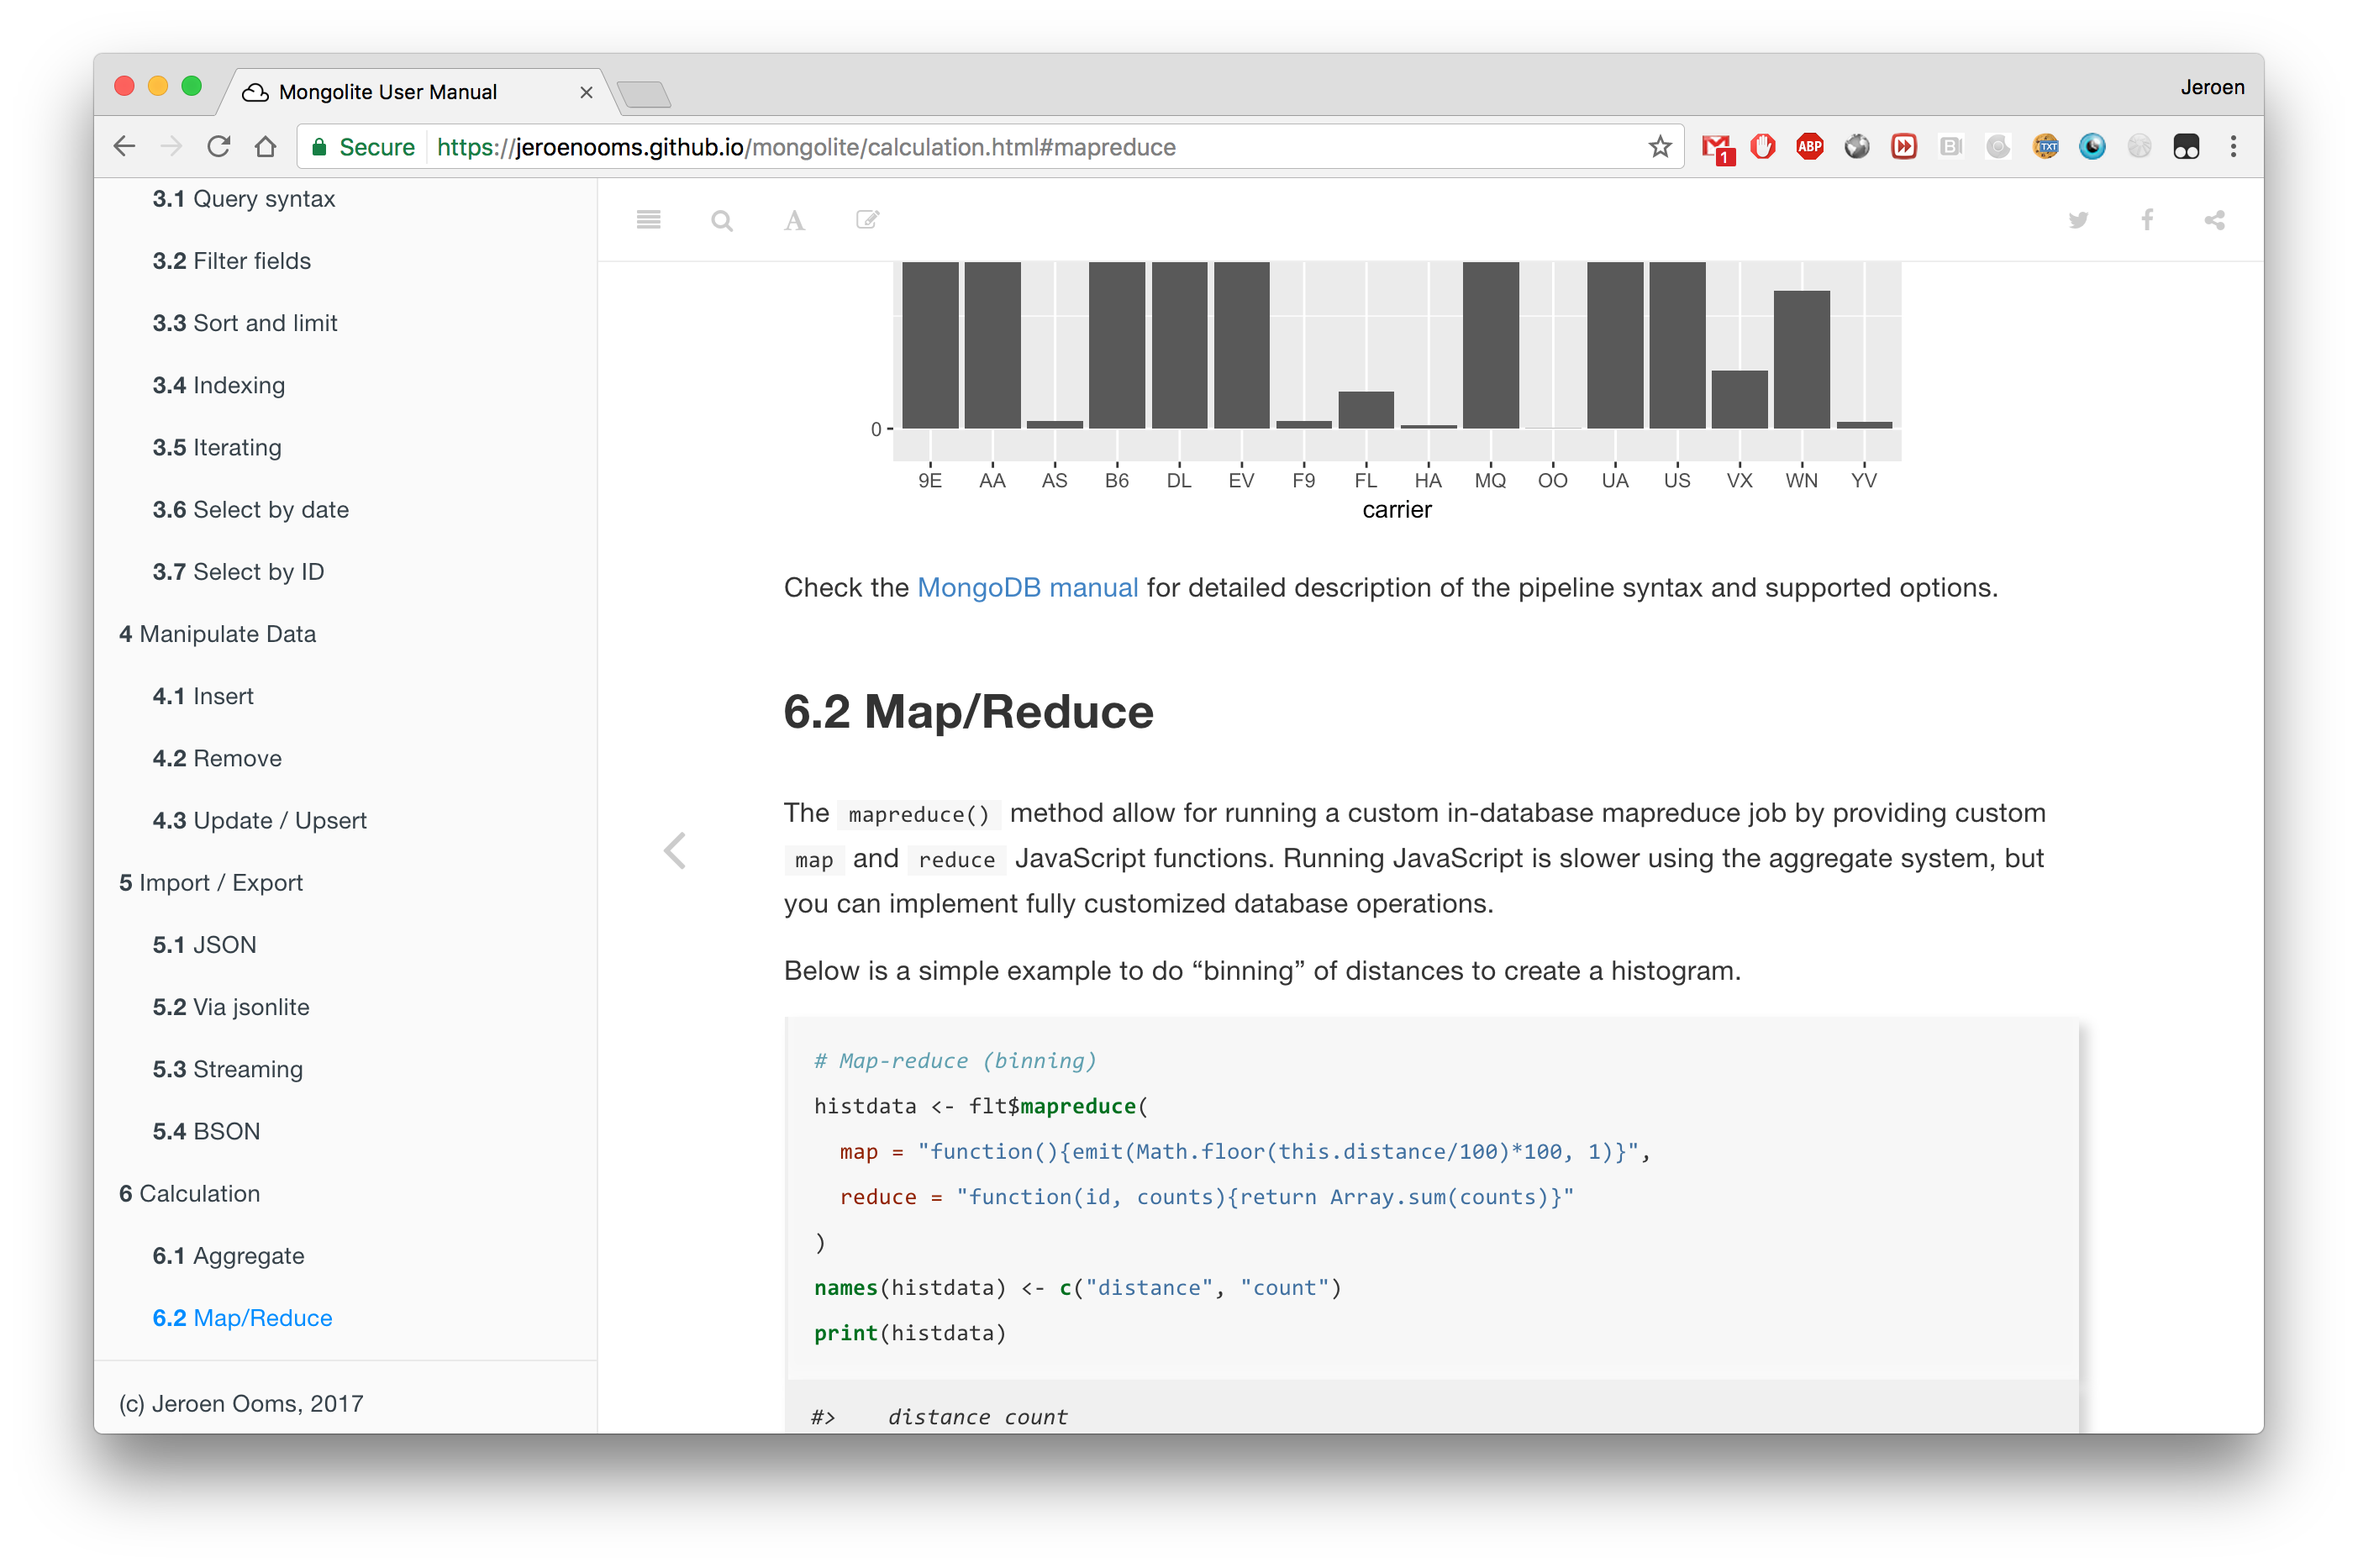 Mongolite User Manual
Jeroen
Secure
https://jeroenooms.github.io/mongolite/calculation.html#mapreduce
1
ABP
B
TXT
3.1 Query syntax
3.2 Filter fields
3.3 Sort and limit
3.4 Indexing
3.5 Iterating
3.6 Select by date
3.7 Select by ID
4 Manipulate Data
4.1 Insert
4.2 Remove
4.3 Update / Upsert
5 Import / Export
5.1 JSON
5.2 Via jsonlite
5.3 Streaming
5.4 BSON
6 Calculation
6.1 Aggregate
6.2 Map/Reduce
(c) Jeroen Ooms, 2017
A
0
9E AA AS B6 DL EV F9 FL HA MQ OO UA US VX WN YV
carrier
Check the MongoDB manual for detailed description of the pipeline syntax and supported options.
6.2 Map/Reduce
The mapreduce() method allow for running a custom in-database mapreduce job by providing custom
map and reduce JavaScript functions. Running JavaScript is slower using the aggregate system, but
you can implement fully customized database operations.
Below is a simple example to do “binning” of distances to create a histogram.
# Map-reduce (binning)
histdata <- flt$mapreduce(
map = "function(){emit(Math.floor(this.distance/100)*100, 1)}",
reduce = "function(id, counts){return Array.sum(counts)}"
)
names(histdata) <- c("distance", "count")
print(histdata)
#> distance count